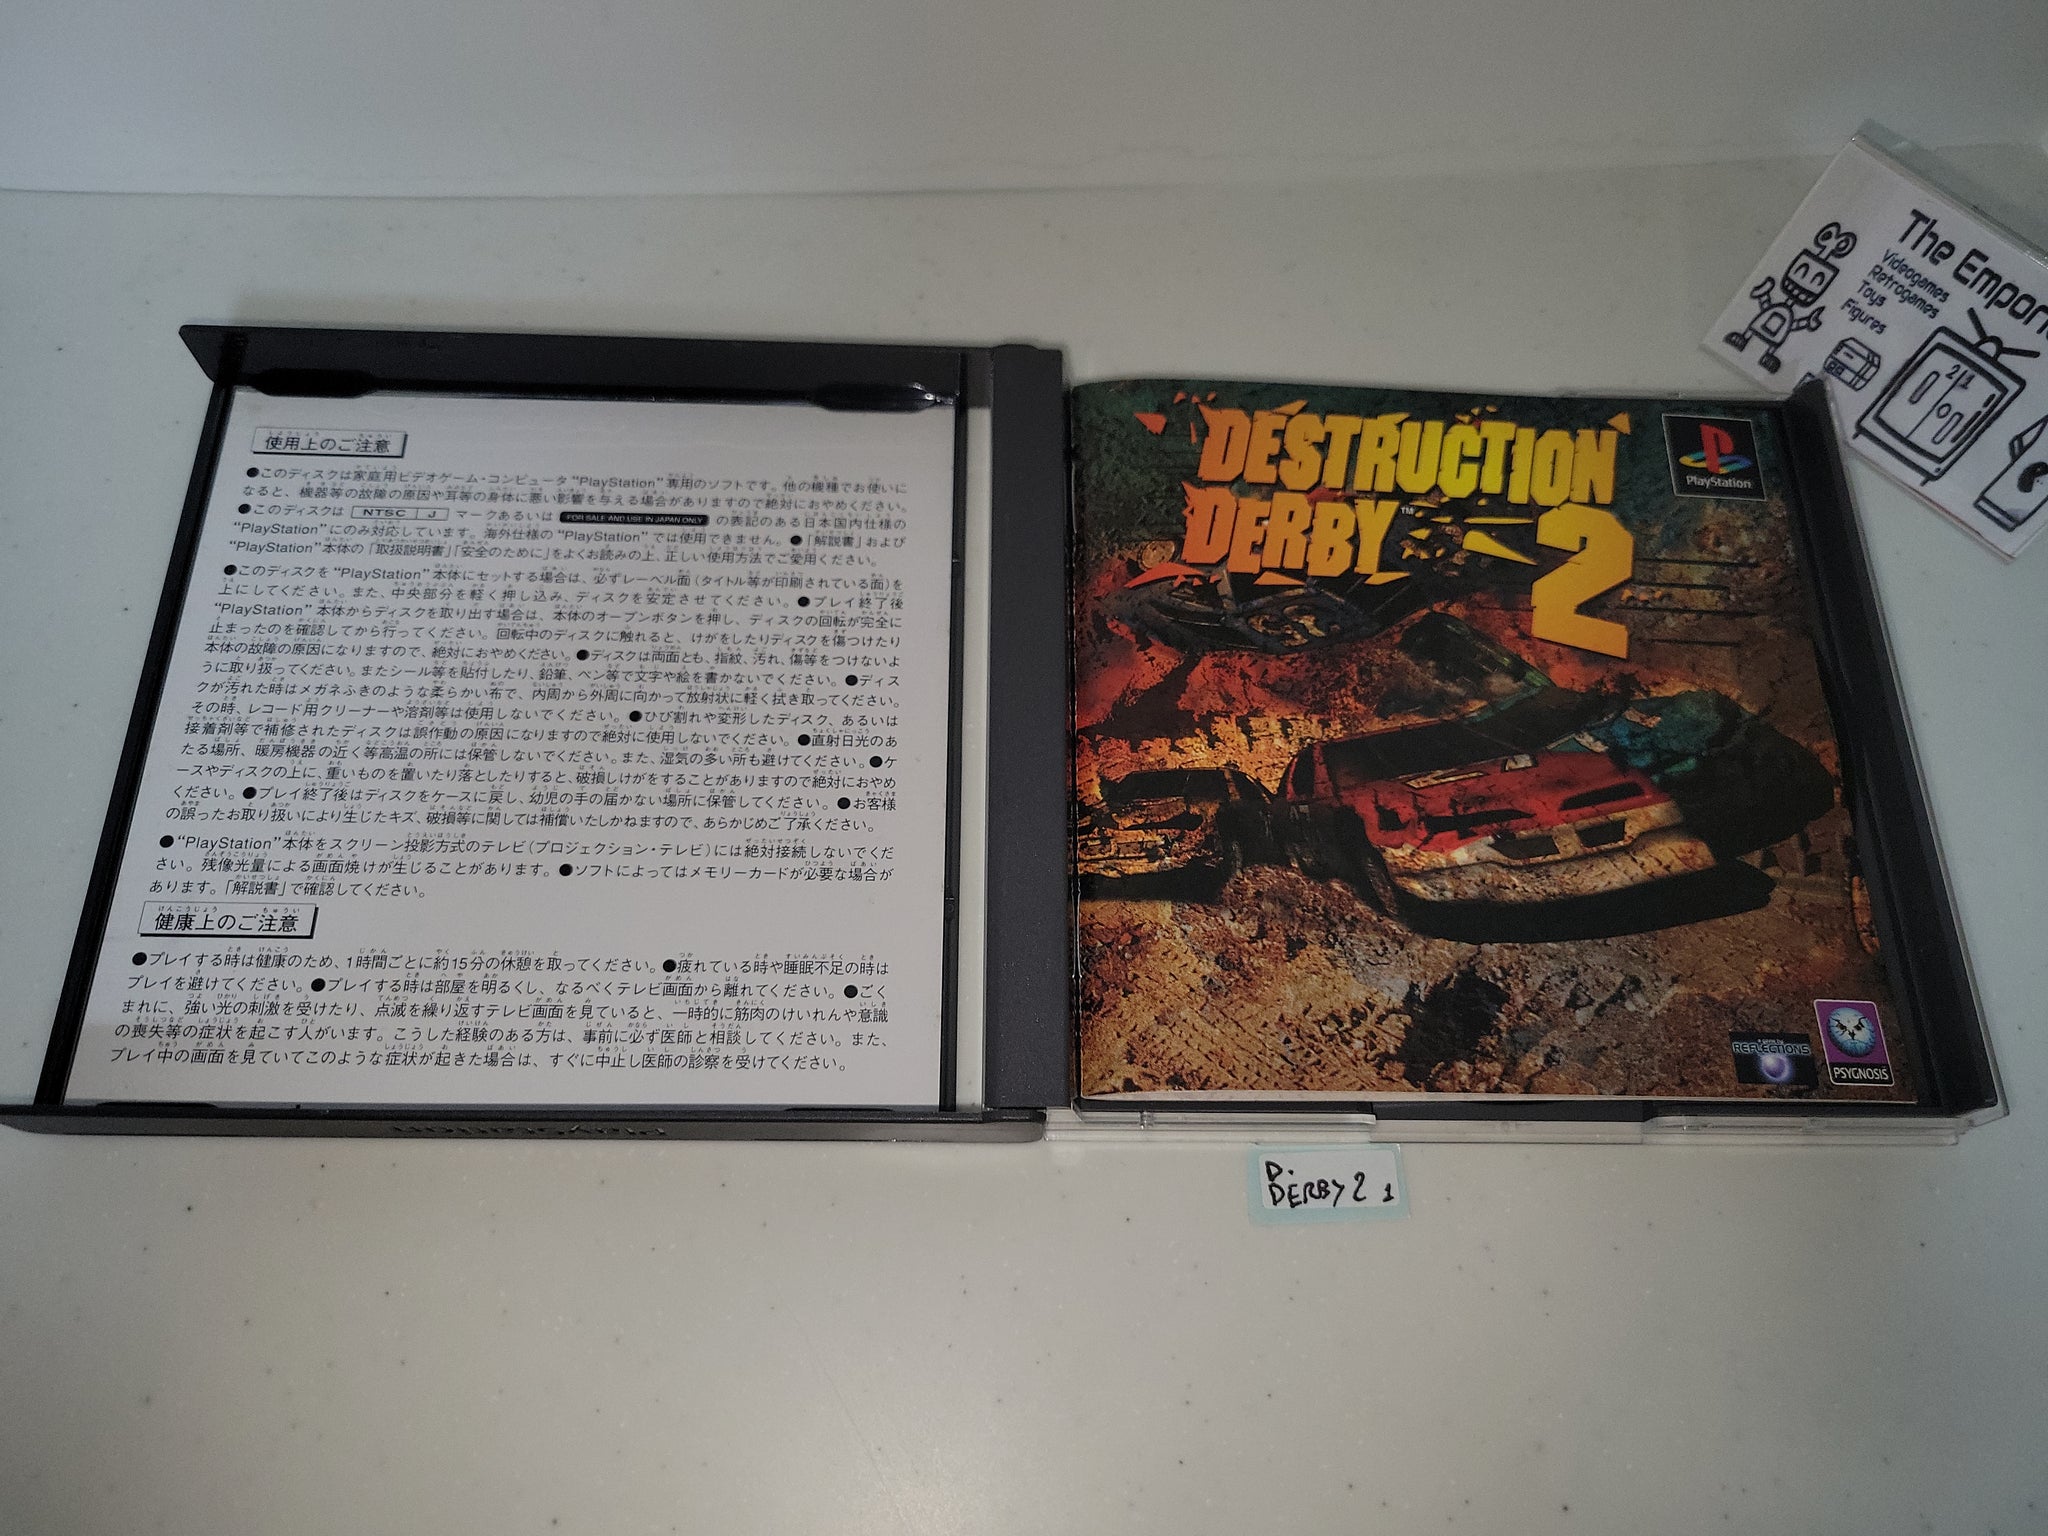 使用上のご注意
●このディスクは家庭用ビデオゲーム・コンピュータ“PlayStation”専用のソフトです。他の機種でお使いに
なると、機器等の故障の原因や耳等の身体に悪い影響を与える場合がありますので絶対におやめください。
●このディスクは NTSC J マークあるいは FOR SALE AND USE IN JAPAN ONLY の表記のある日本国内仕様の
“PlayStation”にのみ対応しています。海外仕様の“PlayStation”では使用できません。●「解説書」および
“PlayStation”本体の「取扱説明書」「安全のために」をよくお読みの上、正しい使用方法でご愛用ください。
●このディスクを“PlayStation”本体にセットする場合は、必ずレーベル面(タイトル等が印刷されている面)を
上にしてください。また、中央部分を軽く押し込み、ディスクを安定させてください。●プレイ終了後
“PlayStation”本体からディスクを取り出す場合は、本体のオープンボタンを押し、ディスクの回転が完全に
止まったのを確認してから行ってください。回転中のディスクに触れると、けがをしたりディスクを傷つけたり
本体の故障の原因になりますので、絶対におやめください。●ディスクは両面とも、指紋、汚れ、傷等をつけないよ
うに取り扱ってください。またシール等を貼付したり、鉛筆、ペン等で文字や絵を書かないでください。●ディス
クが汚れた時はメガネふきのような柔らかい布で、内周から外周に向かって放射状に軽く拭き取ってください。
その時、レコード用クリーナーや溶剤等は使用しないでください。●ひび割れや変形したディスク、あるいは
接着剤等で補修されたディスクは誤作動の原因になりますので絶対に使用しないでください。●直射日光のあ
たる場所、暖房機器の近く等高温の所には保管しないでください。また、湿気の多い所も避けてください。●ケ
ースやディスクの上に、重いものを置いたり落としたりすると、破損しけがをすることがありますので絶対におやめ
ください。●プレイ終了後はディスクをケースに戻し、幼児の手の届かない場所に保管してください。●お客様
の誤ったお取り扱いにより生じたキズ、破損等に関しては補償いたしかねますので、あらかじめご了承ください。
●“PlayStation”本体をスクリーン投影方式のテレビ(プロジェクション・テレビ)には絶対接続しないでくだ
さい。残像光量による画面焼けが生じることがあります。●ソフトによってはメモリーカードが必要な場合が
あります。「解説書」で確認してください。
健康上のご注意
●プレイする時は健康のため、1時間ごとに約15分の休憩を取ってください。●疲れている時や睡眠不足の時は
プレイを避けてください。●プレイする時は部屋を明るくし、なるべくテレビ画面から離れてください。●ごく
まれに、強い光の刺激を受けたり、点滅を繰り返すテレビ画面を見ていると、一時的に筋肉のけいれんや意識
の喪失等の症状を起こす人がいます。こうした経験のある方は、事前に必ず医師と相談してください。また、
プレイ中の画面を見ていてこのような症状が起きた場合は、すぐに中止し医師の診察を受けてください。
PlayStation
DESTRUCTION
DERBY™ 2
PlayStation
a game by
REFLECTIONS
PSYGNOSIS
D.
DERBY 2 1
The Empori
Videogames
Retrogames
Toys
Figures
21